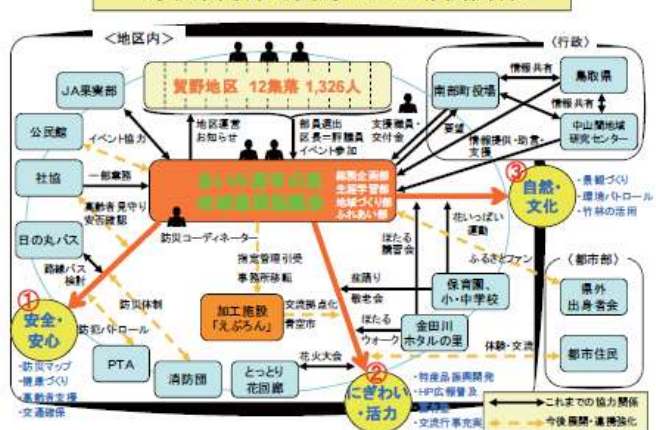 <地区内>
〈行政〉
賀野地区 12集落 1,326人
JA果実部
公民館
社協
日の丸バス
イベント協力
一部業務
高齢者見守り
安否確認
路線バス
検討
防災体制
防犯パトロール
PTA
消防団
とっとり
花回廊
地区運営
お知らせ
部員選出
区長=幹職員
イベント参加
支援職員・
交付金
要望
情報提供・助言・
支援
南部町役場
情報共有
鳥取県
情報共有
中山間地域
研究センター
総務企画部
生涯学習部
地域づくり部
ふれあい部
防災コーディネーター
指定管理引受
事務所移転
加工施設
「えぷろん」
交流拠点化
青空市
花火大会
盆踊り
敬老会
ほたる
ウォーク
ほたる
講習会
花いっぱい
運動
ふるさとファン
保育園、
小・中学校
金田川
ホタルの里
体験・交流
〈都市部〉
県外
出身者会
都市住民
①
安全・
安心
・防災マップ
・健康づくり
・高齢者支援
・交通確保
②
にぎわい
・活力
・特産品振興開発
・HP広報普及
・交流行事充実
③
自然・
文化
・景観づくり
・環境パトロール
・竹林の活用
これまでの協力関係
今後展開・連携強化